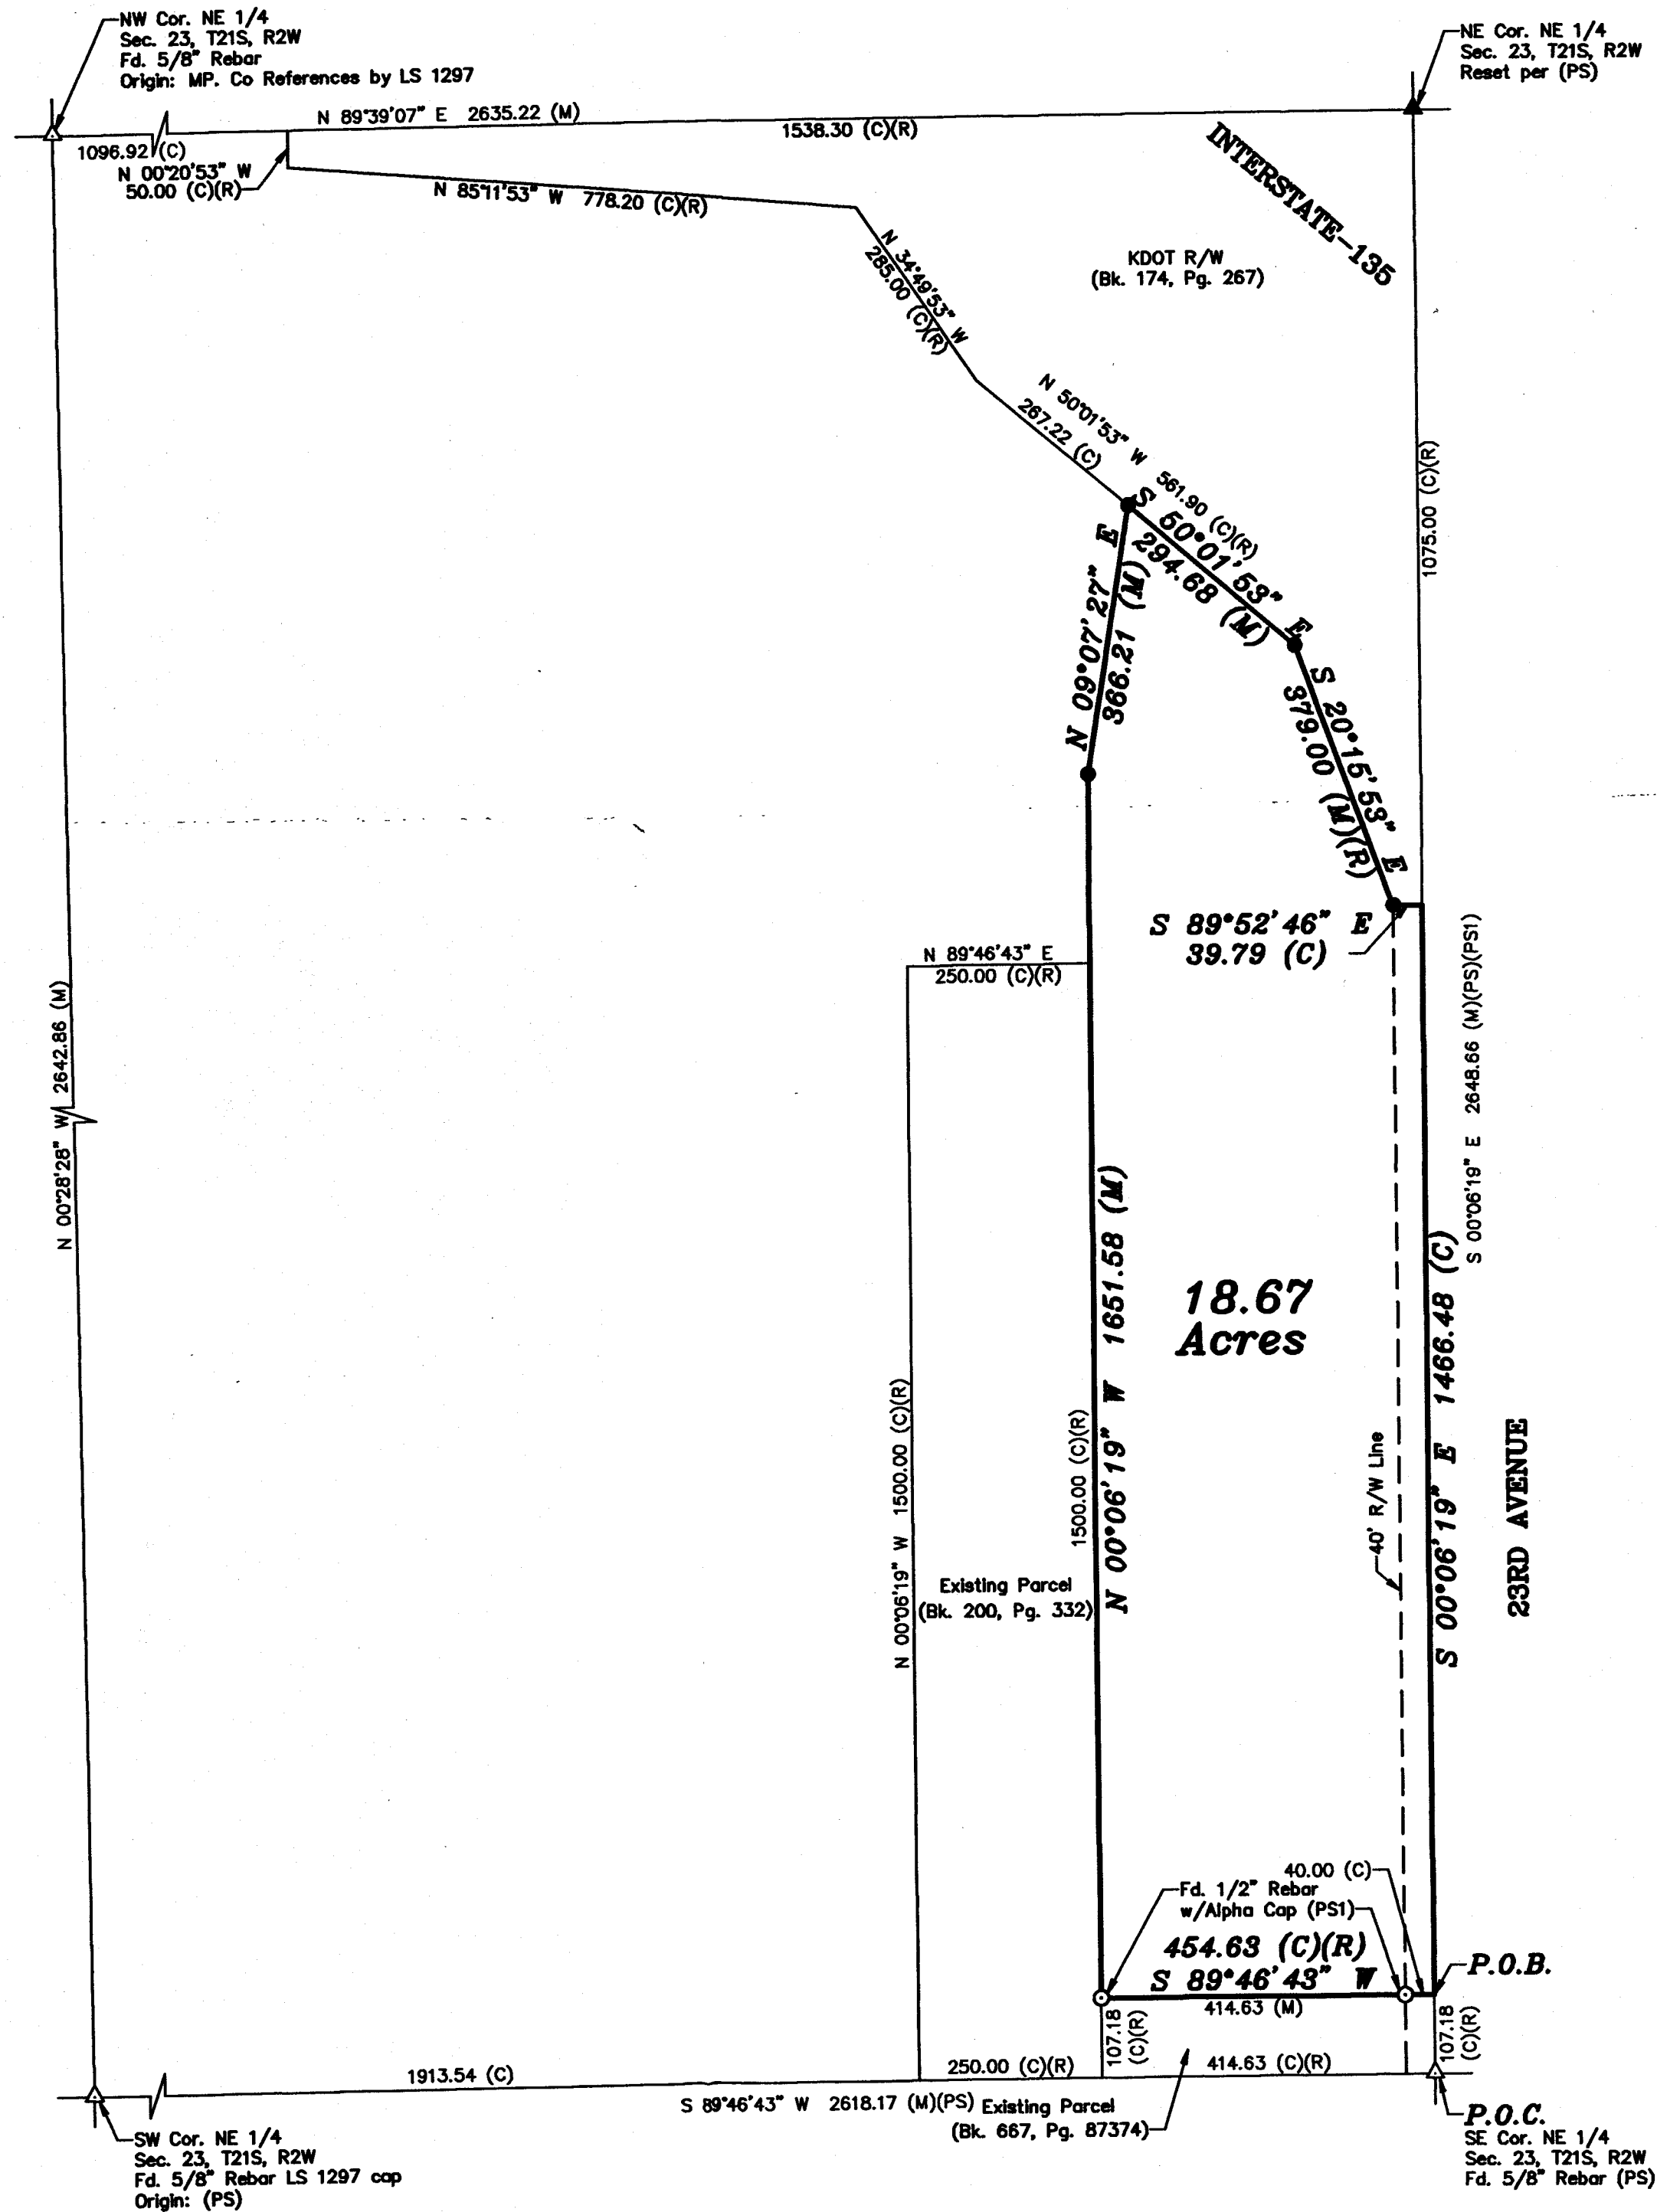 NW Cor. NE 1/4
Sec. 23, T21S, R2W
Fd. 5/8" Rebar
Origin: MP. Co References by LS 1297
NE Cor. NE 1/4
Sec. 23, T21S, R2W
Reset per (PS)
N 89°39'07" E 2635.22 (M)
1538.30 (C)(R)
1096.92 (C)
N 00°20'53" W
50.00 (C)(R)
N 85°11'53" W 778.20 (C)(R)
INTERSTATE-135
KDOT R/W
(Bk. 174, Pg. 267)
N 34°49'53" W
285.00 (C)(R)
N 50°01'53" W 561.90 (C)(R)
267.22 (C)
S 50°01'53" E
294.68 (M)
1075.00 (C)(R)
N 09°07'27" E
366.21 (M)
S 20°15'53" E
379.00 (M)(R)
S 89°52'46" E
39.79 (C)
N 89°46'43" E
250.00 (C)(R)
S 00°06'19" E 2648.66 (M)(PS)(PS1)
N 00°28'28" W 2642.86 (M)
N 00°06'19" W 1651.58 (M)
18.67
Acres
S 00°06'19" E 1466.48 (C)
N 00°06'19" W 1500.00 (C)(R)
1500.00 (C)(R)
40' R/W Line
23RD AVENUE
Existing Parcel
(Bk. 200, Pg. 332)
40.00 (C)
Fd. 1/2" Rebar
w/Alpha Cap (PS1)
454.63 (C)(R)
S 89°46'43" W
P.O.B.
414.63 (M)
107.18
(C)(R)
107.18
(C)(R)
1913.54 (C)
250.00 (C)(R)
414.63 (C)(R)
S 89°46'43" W 2618.17 (M)(PS)
Existing Parcel
(Bk. 667, Pg. 87374)
P.O.C.
SE Cor. NE 1/4
Sec. 23, T21S, R2W
Fd. 5/8" Rebar (PS)
SW Cor. NE 1/4
Sec. 23, T21S, R2W
Fd. 5/8" Rebar LS 1297 cap
Origin: (PS)